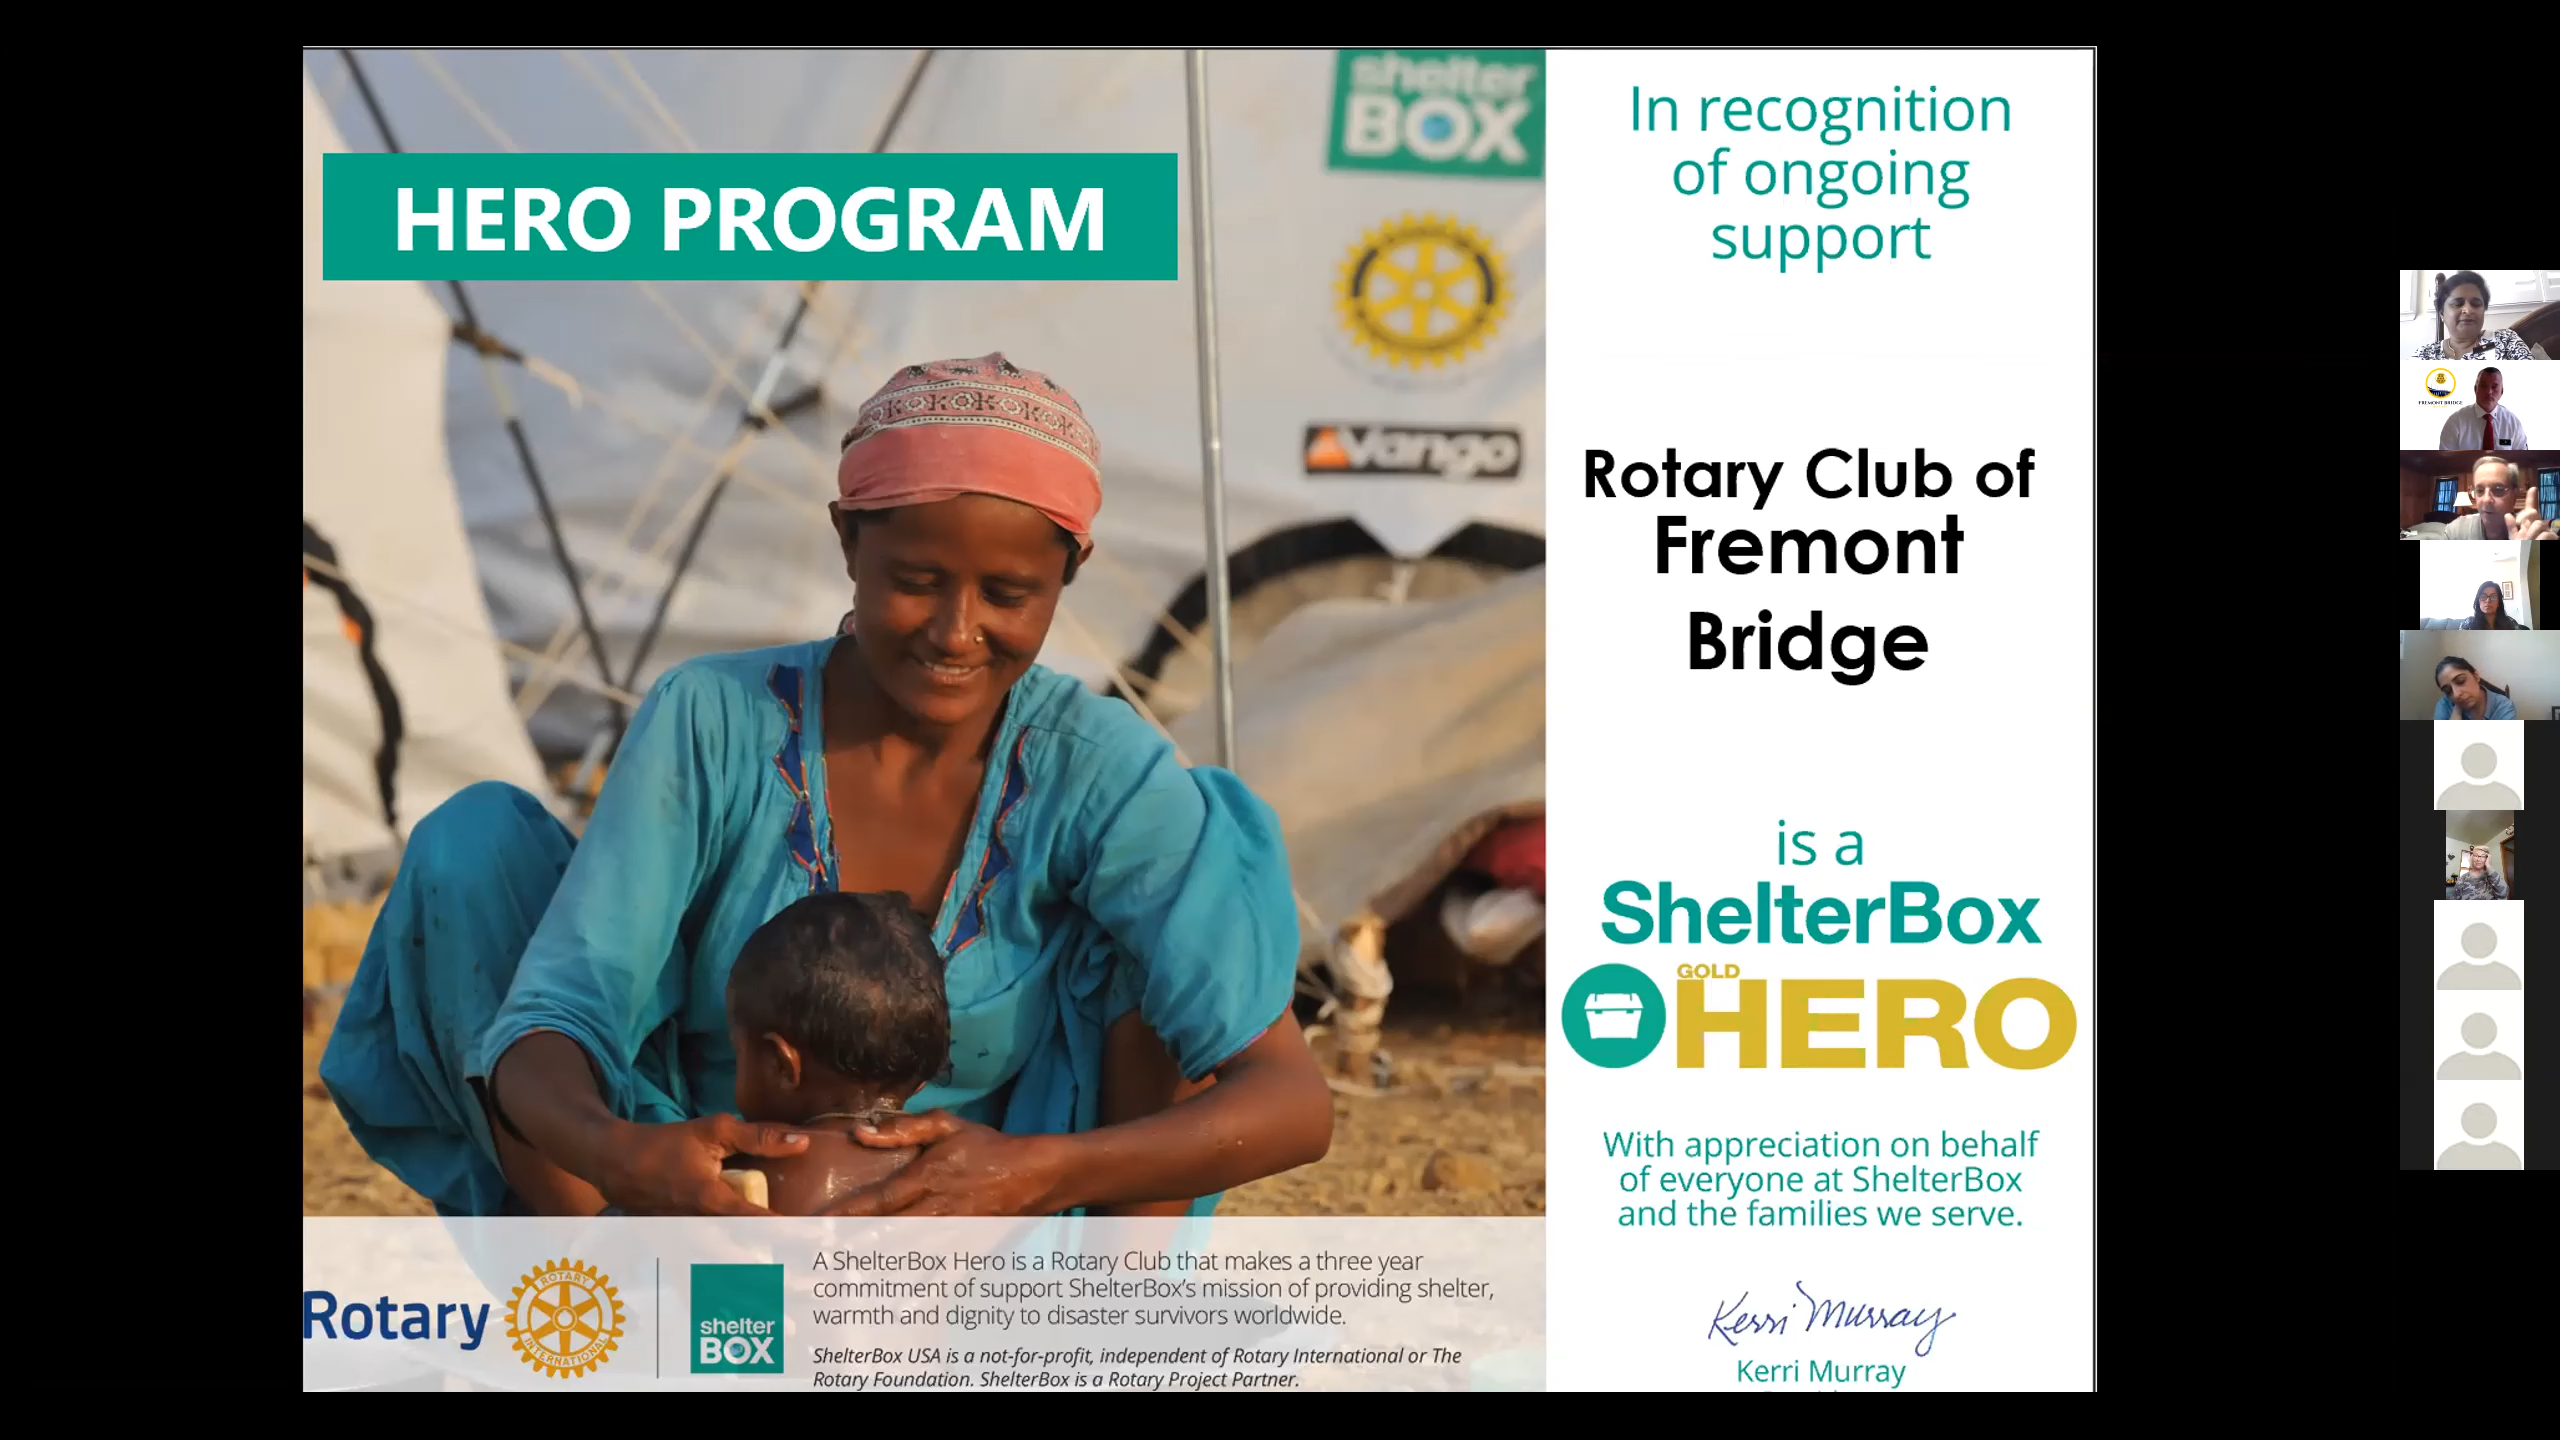 shelter
BOX
HERO PROGRAM
Vango
In recognition
of ongoing
support
Rotary Club of
Fremont
Bridge
is a
ShelterBox
GOLD
HERO
With appreciation on behalf
of everyone at ShelterBox
and the families we serve.
Kerri Murray
Kerri Murray
Rotary
ROTARY
INTERNATIONAL
shelter
BOX
A ShelterBox Hero is a Rotary Club that makes a three year
commitment of support ShelterBox's mission of providing shelter,
warmth and dignity to disaster survivors worldwide.
ShelterBox USA is a not-for-profit, independent of Rotary International or The
Rotary Foundation. ShelterBox is a Rotary Project Partner.
FREMONT BRIDGE